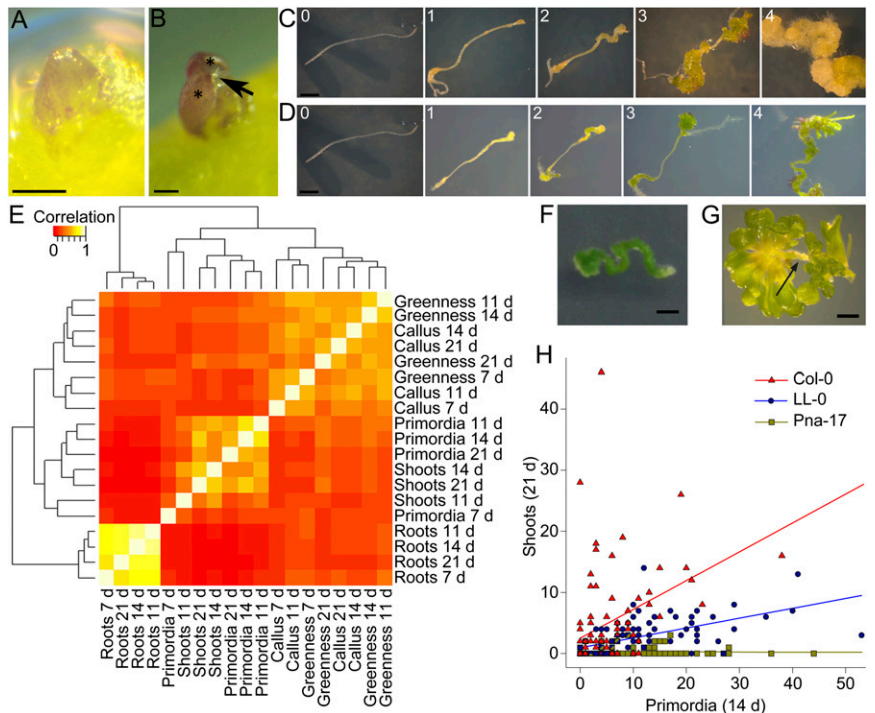 A
B
*
*
C
0
1
2
3
4
D
0
1
2
3
4
E
Correlation
0 1
Greenness 11 d
Greenness 14 d
Callus 14 d
Callus 21 d
Greenness 21 d
Greenness 7 d
Callus 11 d
Callus 7 d
Primordia 11 d
Primordia 14 d
Primordia 21 d
Shoots 14 d
Shoots 21 d
Shoots 11 d
Primordia 7 d
Roots 11 d
Roots 14 d
Roots 21 d
Roots 7 d
Roots 7 d
Roots 21 d
Roots 14 d
Roots 11 d
Primordia 7 d
Shoots 11 d
Shoots 21 d
Shoots 14 d
Primordia 21 d
Primordia 14 d
Primordia 11 d
Callus 7 d
Callus 11 d
Greenness 7 d
Greenness 21 d
Callus 21 d
Callus 14 d
Greenness 14 d
Greenness 11 d
F
G
H
Col-0
LL-0
Pna-17
Shoots (21 d)
40
30
20
10
0
0 10 20 30 40 50
Primordia (14 d)